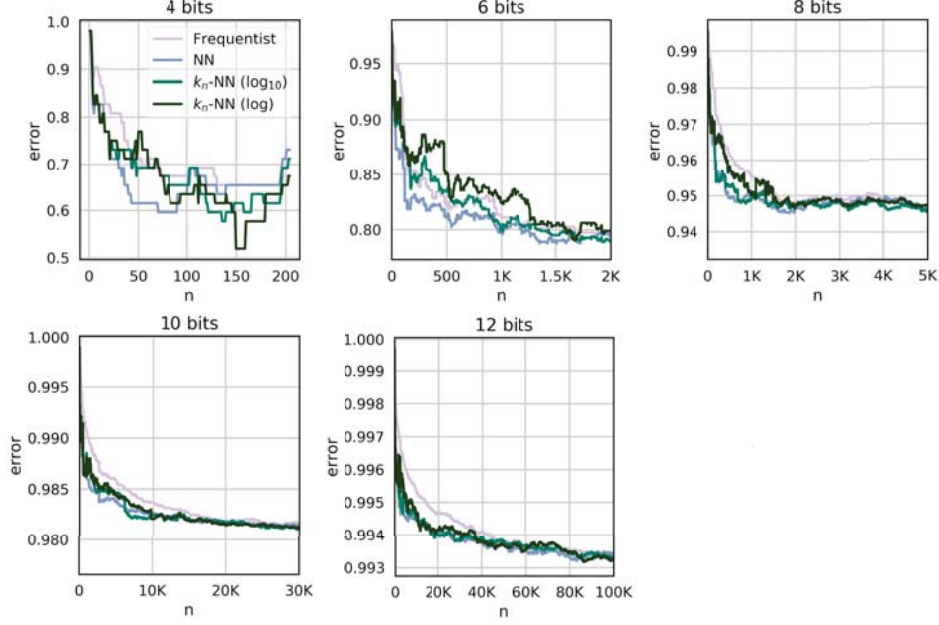 4 bits
1.0
0.9
0.8
0.7
0.6
0.5
error
Frequentist
NN
kₙ-NN (log₁₀)
kₙ-NN (log)
0 50 100 150 200
n
6 bits
0.95
0.90
0.85
0.80
error
0 500 1K 1.5K 2K
n
8 bits
0.99
0.98
0.97
0.96
0.95
0.94
error
0 1K 2K 3K 4K 5K
n
10 bits
1.000
0.995
0.990
0.985
0.980
error
0 10K 20K 30K
n
12 bits
1.000
0.999
0.998
0.997
0.996
0.995
0.994
0.993
error
0 20K 40K 60K 80K 100K
n